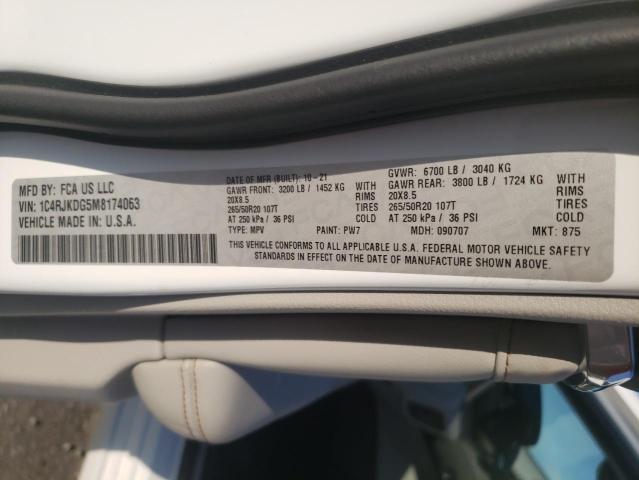 MFD BY: FCA US LLC
VIN: 1C4RJKDG5M8174063
VEHICLE MADE IN U.S.A.
DATE OF MFR (BUILT): 10-21
GAWR FRONT: 3200 LB / 1452 KG
20X8.5 RIMS
265/50R20 107T WITH TIRES
AT 250 kPa / 36 PSI
TYPE: MPV PAINT: PW7
GVWR: 6700 LB / 3040 KG
GAWR REAR: 3800 LB / 1724 KG
20X8.5 RIMS
265/50R20 107T WITH TIRES
AT 250 kPa / 36 PSI
MDH: 090707 MKT: 875
THIS VEHICLE CONFORMS TO ALL APPLICABLE U.S.A. FEDERAL MOTOR VEHICLE SAFETY
STANDARDS IN EFFECT ON THE DATE OF MANUFACTURE SHOWN ABOVE.